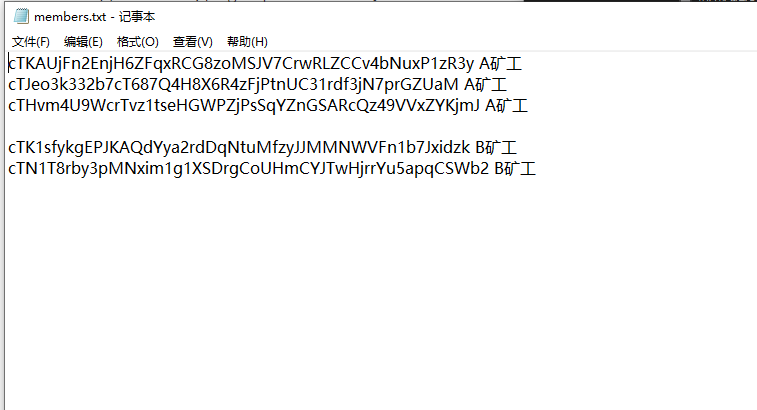 members.txt - 记事本
文件(F) 编辑(E) 格式(O) 查看(V) 帮助(H)
cTKAUjFn2EnjH6ZFqxRCG8zoMSJV7CrwRLZCCv4bNuxP1zR3y A矿工
cTJeo3k332b7cT687Q4H8X6R4zFjPtnUC31rdf3jN7prGZUaM A矿工
cTHvm4U9WcrTvz1tseHGWPZjPsSqYZnGSARcQz49VVxZYKjmJ A矿工
cTK1sfykgEPJKAQdYya2rdDqNtuMfzyJJMMNWVFn1b7Jxidzk B矿工
cTN1T8rby3pMNxim1g1XSDrgCoUHmCYJTwHjrrYu5apqCSWb2 B矿工